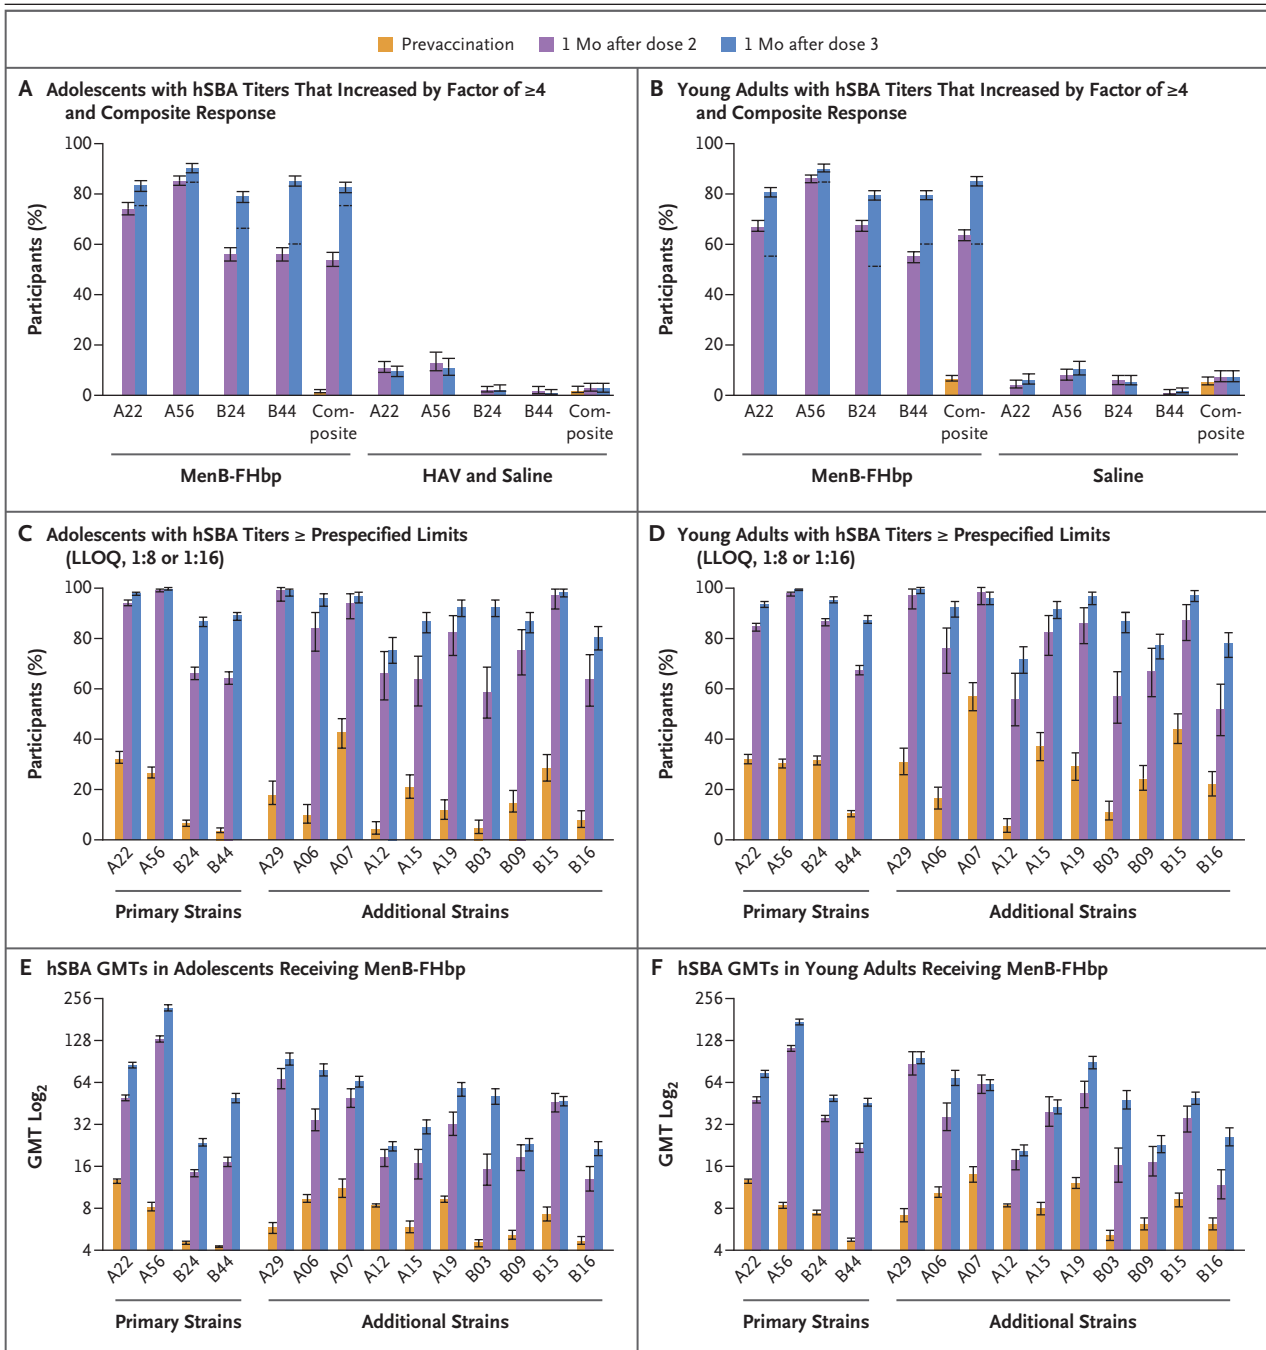 Prevaccination 1 Mo after dose 2 1 Mo after dose 3
A Adolescents with hSBA Titers That Increased by Factor of ≥4
and Composite Response
Participants (%)
100
80
60
40
20
0
A22 A56 B24 B44 Com-
posite
A22 A56 B24 B44 Com-
posite
MenB-FHbp HAV and Saline
B Young Adults with hSBA Titers That Increased by Factor of ≥4
and Composite Response
Participants (%)
100
80
60
40
20
0
A22 A56 B24 B44 Com-
posite
A22 A56 B24 B44 Com-
posite
MenB-FHbp Saline
C Adolescents with hSBA Titers ≥ Prespecified Limits
(LLOQ, 1:8 or 1:16)
Participants (%)
100
80
60
40
20
0
A22 A56 B24 B44 A29 A06 A07 A12 A15 A19 B03 B09 B15 B16
Primary Strains Additional Strains
D Young Adults with hSBA Titers ≥ Prespecified Limits
(LLOQ, 1:8 or 1:16)
Participants (%)
100
80
60
40
20
0
A22 A56 B24 B44 A29 A06 A07 A12 A15 A19 B03 B09 B15 B16
Primary Strains Additional Strains
E hSBA GMTs in Adolescents Receiving MenB-FHbp
GMT Log₂
256
128
64
32
16
8
4
A22 A56 B24 B44 A29 A06 A07 A12 A15 A19 B03 B09 B15 B16
Primary Strains Additional Strains
F hSBA GMTs in Young Adults Receiving MenB-FHbp
GMT Log₂
256
128
64
32
16
8
4
A22 A56 B24 B44 A29 A06 A07 A12 A15 A19 B03 B09 B15 B16
Primary Strains Additional Strains